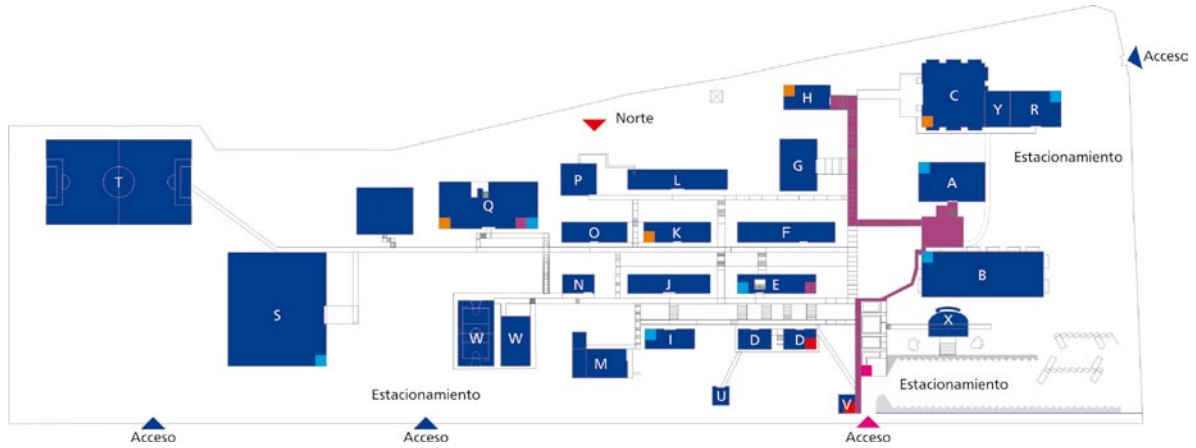 Acceso
H
C
Y
R
Norte
Estacionamiento
G
P
L
A
T
Q
O
K
F
B
N
J
E
S
X
W
W
I
D
D
M
Estacionamiento
Estacionamiento
U
V
Acceso
Acceso
Acceso